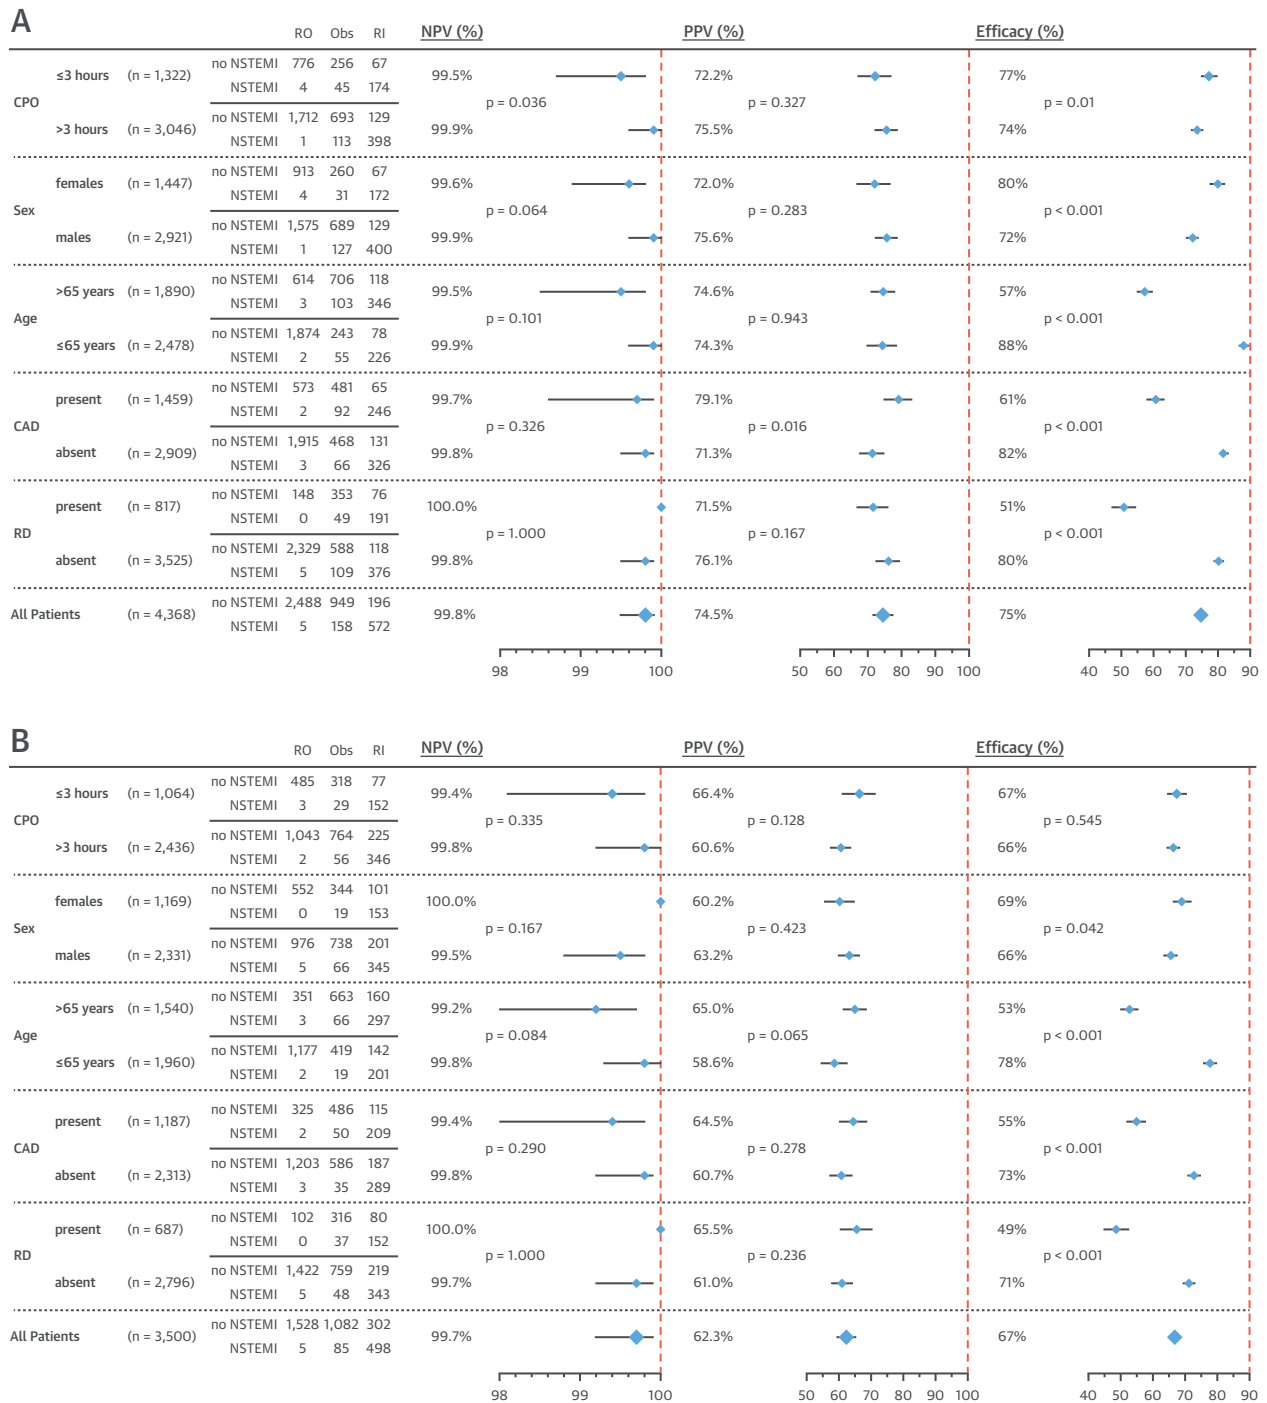 A
RO Obs RI NPV (%) PPV (%) Efficacy (%)
no NSTEMI 776 256 67
≤3 hours (n = 1,322) 99.5% 72.2% 77%
NSTEMI 4 45 174
CPO p = 0.036 p = 0.327 p = 0.01
no NSTEMI 1,712 693 129
>3 hours (n = 3,046) 99.9% 75.5% 74%
NSTEMI 1 113 398
no NSTEMI 913 260 67
females (n = 1,447) 99.6% 72.0% 80%
NSTEMI 4 31 172
Sex p = 0.064 p = 0.283 p < 0.001
no NSTEMI 1,575 689 129
males (n = 2,921) 99.9% 75.6% 72%
NSTEMI 1 127 400
no NSTEMI 614 706 118
>65 years (n = 1,890) 99.5% 74.6% 57%
NSTEMI 3 103 346
Age p = 0.101 p = 0.943 p < 0.001
no NSTEMI 1,874 243 78
≤65 years (n = 2,478) 99.9% 74.3% 88%
NSTEMI 2 55 226
no NSTEMI 573 481 65
present (n = 1,459) 99.7% 79.1% 61%
NSTEMI 2 92 246
CAD p = 0.326 p = 0.016 p < 0.001
no NSTEMI 1,915 468 131
absent (n = 2,909) 99.8% 71.3% 82%
NSTEMI 3 66 326
no NSTEMI 148 353 76
present (n = 817) 100.0% 71.5% 51%
NSTEMI 0 49 191
RD p = 1.000 p = 0.167 p < 0.001
no NSTEMI 2,329 588 118
absent (n = 3,525) 99.8% 76.1% 80%
NSTEMI 5 109 376
no NSTEMI 2,488 949 196
All Patients (n = 4,368) 99.8% 74.5% 75%
NSTEMI 5 158 572
98 99 100 50 60 70 80 90 100 40 50 60 70 80 90
B
RO Obs RI NPV (%) PPV (%) Efficacy (%)
no NSTEMI 485 318 77
≤3 hours (n = 1,064) 99.4% 66.4% 67%
NSTEMI 3 29 152
CPO p = 0.335 p = 0.128 p = 0.545
no NSTEMI 1,043 764 225
>3 hours (n = 2,436) 99.8% 60.6% 66%
NSTEMI 2 56 346
no NSTEMI 552 344 101
females (n = 1,169) 100.0% 60.2% 69%
NSTEMI 0 19 153
Sex p = 0.167 p = 0.423 p = 0.042
no NSTEMI 976 738 201
males (n = 2,331) 99.5% 63.2% 66%
NSTEMI 5 66 345
no NSTEMI 351 663 160
>65 years (n = 1,540) 99.2% 65.0% 53%
NSTEMI 3 66 297
Age p = 0.084 p = 0.065 p < 0.001
no NSTEMI 1,177 419 142
≤65 years (n = 1,960) 99.8% 58.6% 78%
NSTEMI 2 19 201
no NSTEMI 325 486 115
present (n = 1,187) 99.4% 64.5% 55%
NSTEMI 2 50 209
CAD p = 0.290 p = 0.278 p < 0.001
no NSTEMI 1,203 586 187
absent (n = 2,313) 99.8% 60.7% 73%
NSTEMI 3 35 289
no NSTEMI 102 316 80
present (n = 687) 100.0% 65.5% 49%
NSTEMI 0 37 152
RD p = 1.000 p = 0.236 p < 0.001
no NSTEMI 1,422 759 219
absent (n = 2,796) 99.7% 61.0% 71%
NSTEMI 5 48 343
no NSTEMI 1,528 1,082 302
All Patients (n = 3,500) 99.7% 62.3% 67%
NSTEMI 5 85 498
98 99 100 50 60 70 80 90 100 40 50 60 70 80 90